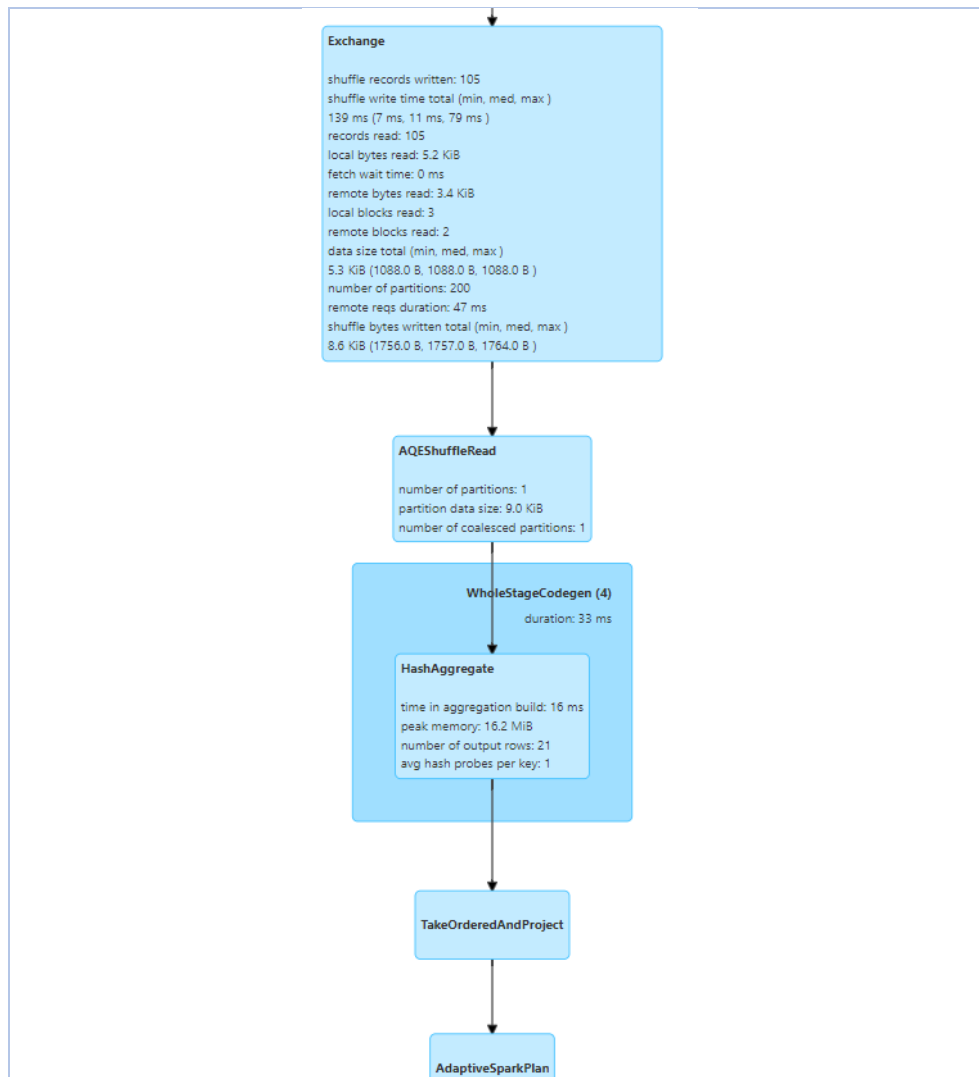 Exchange
shuffle records written: 105
shuffle write time total (min, med, max )
139 ms (7 ms, 11 ms, 79 ms )
records read: 105
local bytes read: 5.2 KiB
fetch wait time: 0 ms
remote bytes read: 3.4 KiB
local blocks read: 3
remote blocks read: 2
data size total (min, med, max )
5.3 KiB (1088.0 B, 1088.0 B, 1088.0 B )
number of partitions: 200
remote reqs duration: 47 ms
shuffle bytes written total (min, med, max )
8.6 KiB (1756.0 B, 1757.0 B, 1764.0 B )
AQEShuffleRead
number of partitions: 1
partition data size: 9.0 KiB
number of coalesced partitions: 1
WholeStageCodegen (4)
duration: 33 ms
HashAggregate
time in aggregation build: 16 ms
peak memory: 16.2 MiB
number of output rows: 21
avg hash probes per key: 1
TakeOrderedAndProject
AdaptiveSparkPlan